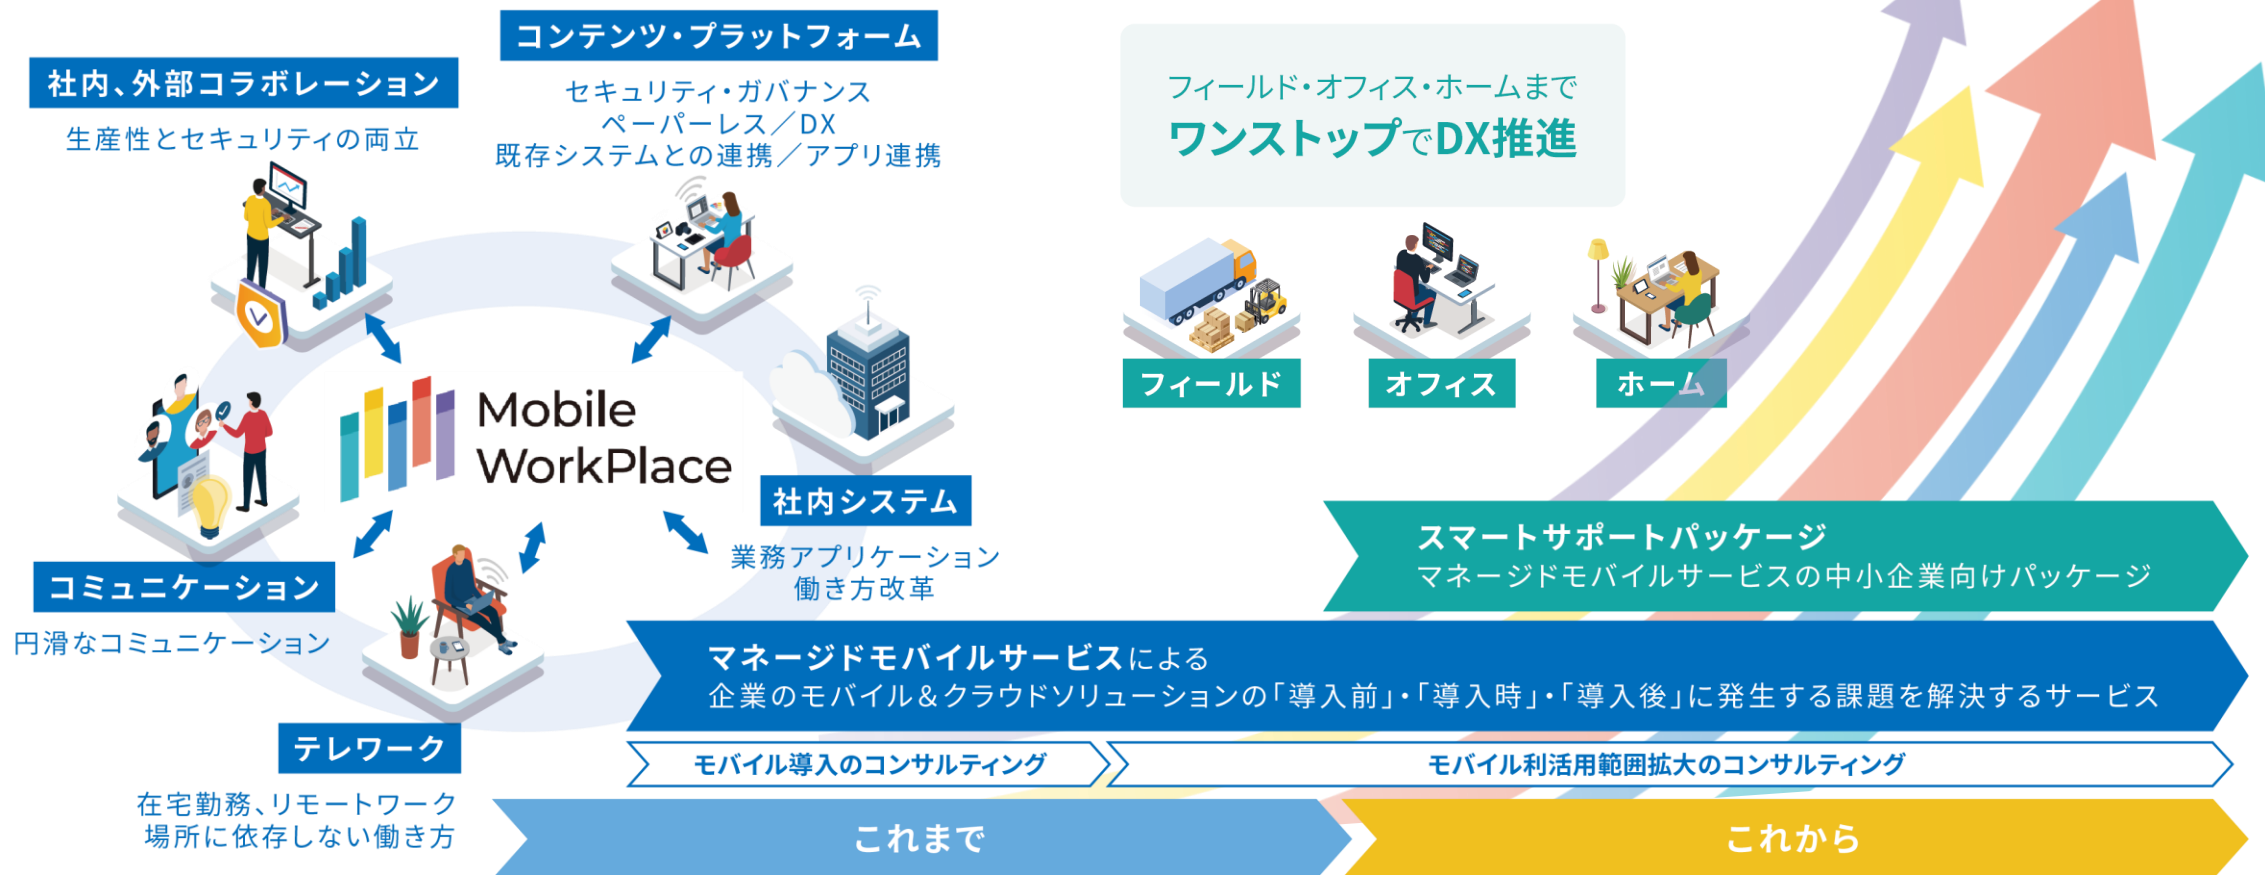 コンテンツ・プラットフォーム
セキュリティ・ガバナンス
ペーパーレス／DX
既存システムとの連携／アプリ連携
社内、外部コラボレーション
生産性とセキュリティの両立
Mobile
WorkPlace
社内システム
業務アプリケーション
働き方改革
コミュニケーション
円滑なコミュニケーション
テレワーク
在宅勤務、リモートワーク
場所に依存しない働き方
フィールド・オフィス・ホームまで
ワンストップでDX推進
フィールド
オフィス
ホーム
スマートサポートパッケージ
マネージドモバイルサービスの中小企業向けパッケージ
マネージドモバイルサービスによる
企業のモバイル＆クラウドソリューションの「導入前」・「導入時」・「導入後」に発生する課題を解決するサービス
モバイル導入のコンサルティング
モバイル利活用範囲拡大のコンサルティング
これまで
これから